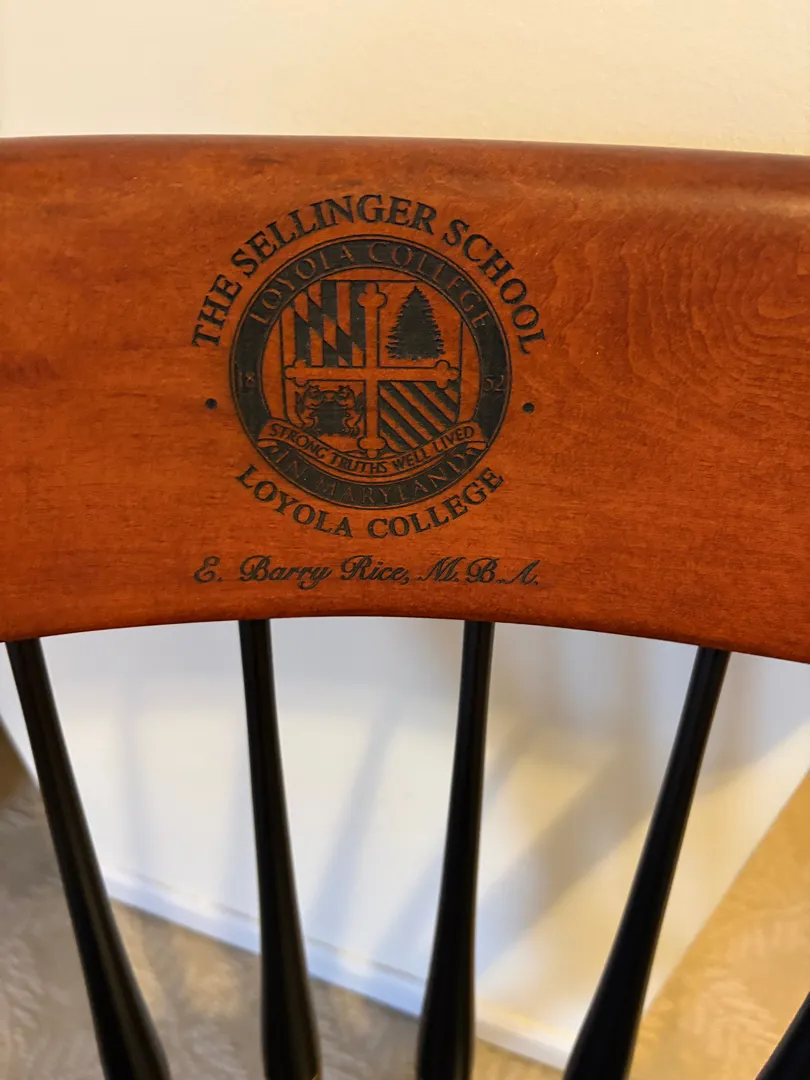 THE SELLINGER SCHOOL
LOYOLA COLLEGE
18 52
STRONG TRUTHS WELL LIVED
IN MARYLAND
LOYOLA COLLEGE
E. Barry Rice, M.B.A.